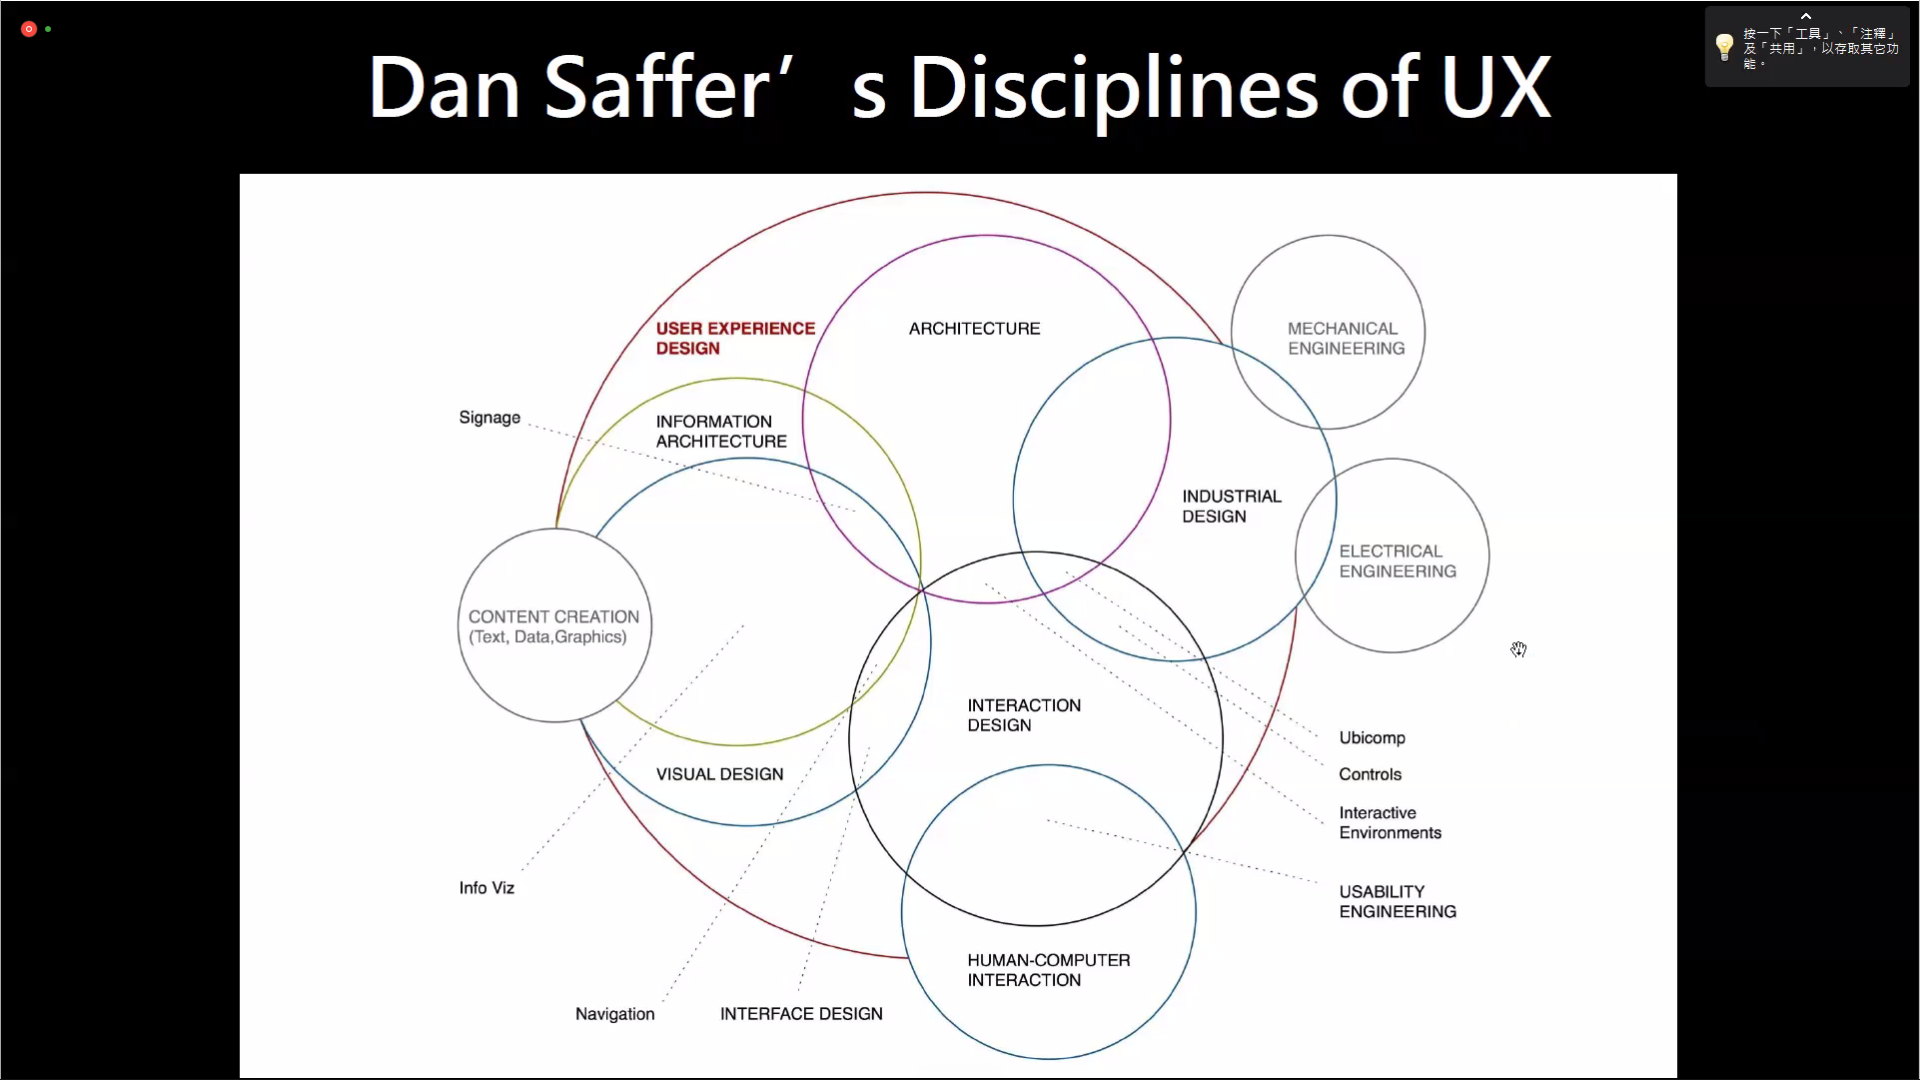 按一下「工具」、「注釋」
及「共用」，以存取其它功
能。
Dan Saffer’s Disciplines of UX
USER EXPERIENCE
DESIGN
ARCHITECTURE
MECHANICAL
ENGINEERING
Signage
INFORMATION
ARCHITECTURE
INDUSTRIAL
DESIGN
ELECTRICAL
ENGINEERING
CONTENT CREATION
(Text, Data,Graphics)
INTERACTION
DESIGN
Ubicomp
VISUAL DESIGN
Controls
Interactive
Environments
Info Viz
USABILITY
ENGINEERING
HUMAN-COMPUTER
INTERACTION
Navigation
INTERFACE DESIGN